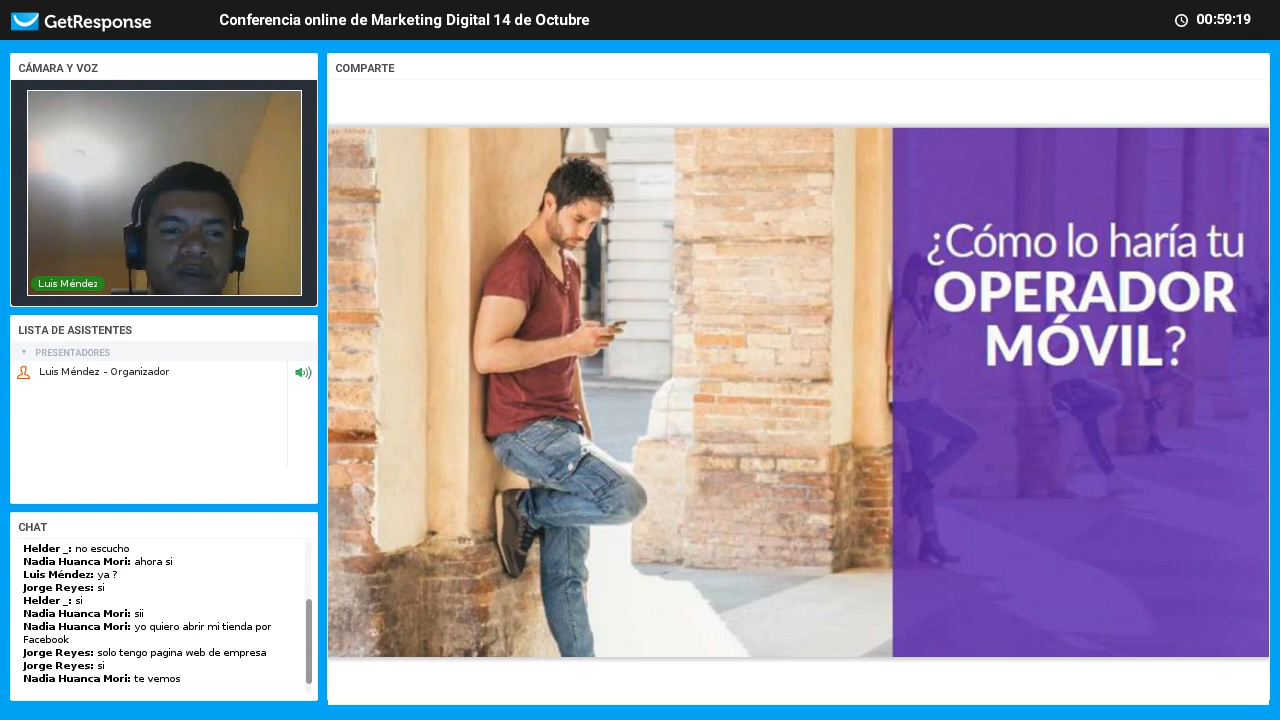 GetResponse
Conferencia online de Marketing Digital 14 de Octubre
00:59:19
CÁMARA Y VOZ
Luis Méndez
LISTA DE ASISTENTES
PRESENTADORES
Luis Méndez - Organizador
CHAT
Helder _: no escucho
Nadia Huanca Mori: ahora si
Luis Méndez: ya ?
Jorge Reyes: si
Helder _: si
Nadia Huanca Mori: sii
Nadia Huanca Mori: yo quiero abrir mi tienda por
Facebook
Jorge Reyes: solo tengo pagina web de empresa
Jorge Reyes: si
Nadia Huanca Mori: te vemos
COMPARTE
¿Cómo lo haría tu
OPERADOR
MÓVIL?